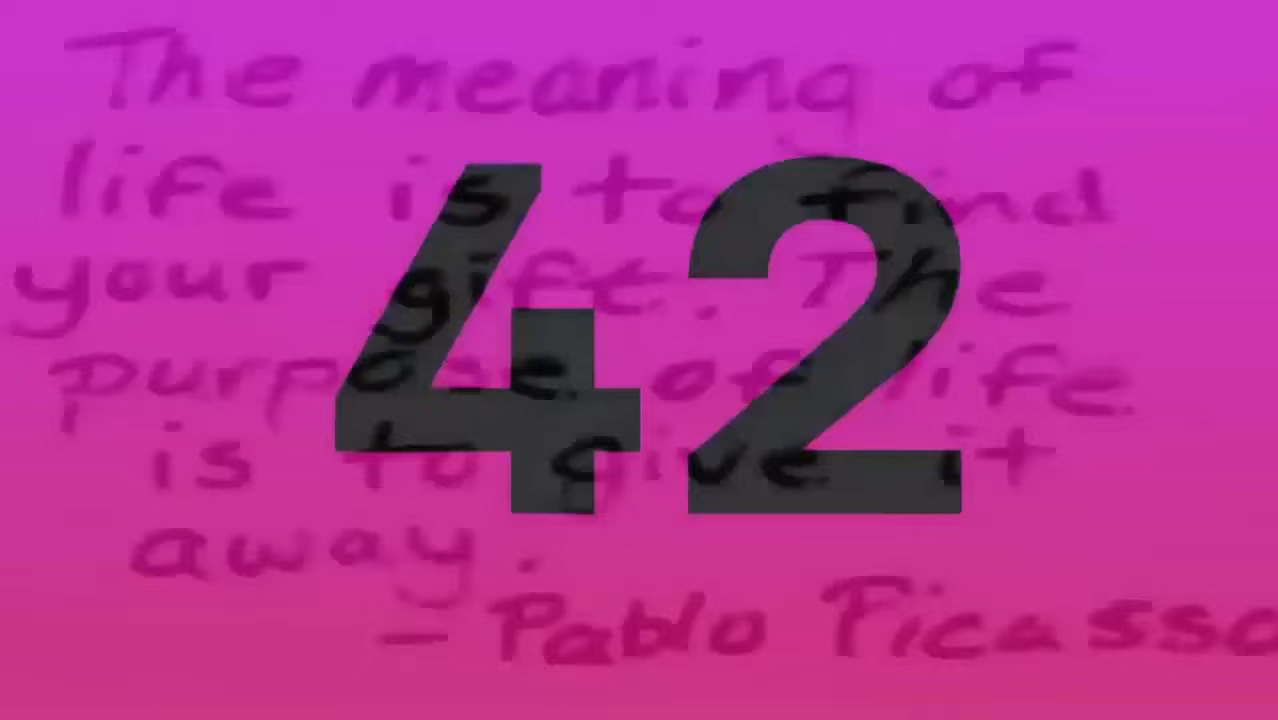 The meaning of
life is to find
your gift. The
purpose of life
is to give it
away.
- Pablo Picasso
42